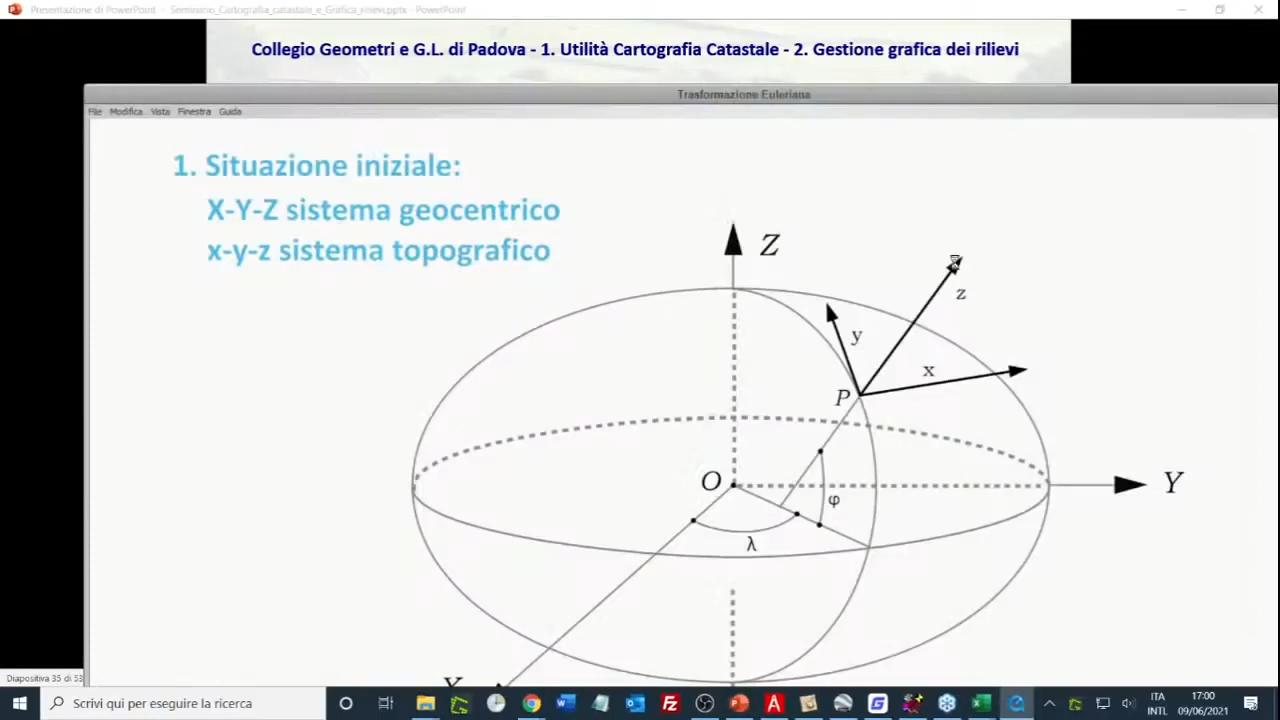 Presentazione di PowerPoint - Seminario_Cartografia_catastale_e_Grafica_rilievi.pptx - PowerPoint
Collegio Geometri e G.L. di Padova - 1. Utilità Cartografia Catastale - 2. Gestione grafica dei rilievi
Trasformazione Euleriana
File Modifica Vista Finestra Guida
1. Situazione iniziale:
X-Y-Z sistema geocentrico
x-y-z sistema topografico
Z
z
y
x
P
O
Y
φ
λ
X
Diapositiva 35 di 53
Scrivi qui per eseguire la ricerca
ITA
INTL
17:00
09/06/2021